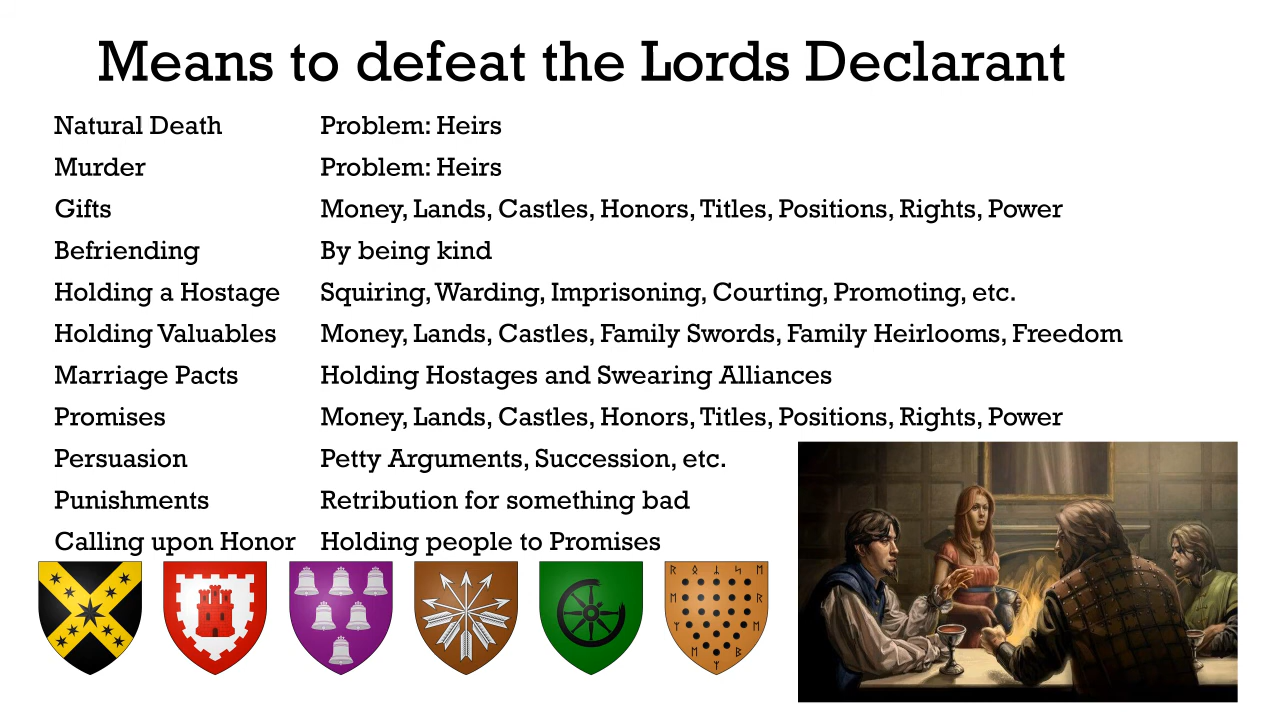 Means to defeat the Lords Declarant
Natural Death Problem: Heirs
Murder Problem: Heirs
Gifts Money, Lands, Castles, Honors, Titles, Positions, Rights, Power
Befriending By being kind
Holding a Hostage Squiring, Warding, Imprisoning, Courting, Promoting, etc.
Holding Valuables Money, Lands, Castles, Family Swords, Family Heirlooms, Freedom
Marriage Pacts Holding Hostages and Swearing Alliances
Promises Money, Lands, Castles, Honors, Titles, Positions, Rights, Power
Persuasion Petty Arguments, Succession, etc.
Punishments Retribution for something bad
Calling upon Honor Holding people to Promises